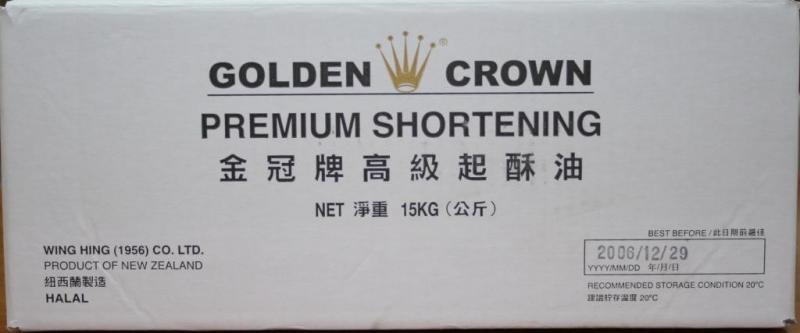 GOLDEN CROWN®
PREMIUM SHORTENING
金冠牌高級起酥油
NET 淨重 15KG (公斤)
WING HING (1956) CO. LTD.
PRODUCT OF NEW ZEALAND
紐西蘭製造
HALAL
BEST BEFORE / 此日期前最佳
2006/12/29
YYYY/MM/DD 年/月/日
RECOMMENDED STORAGE CONDITION 20°C
建議貯存溫度 20°C